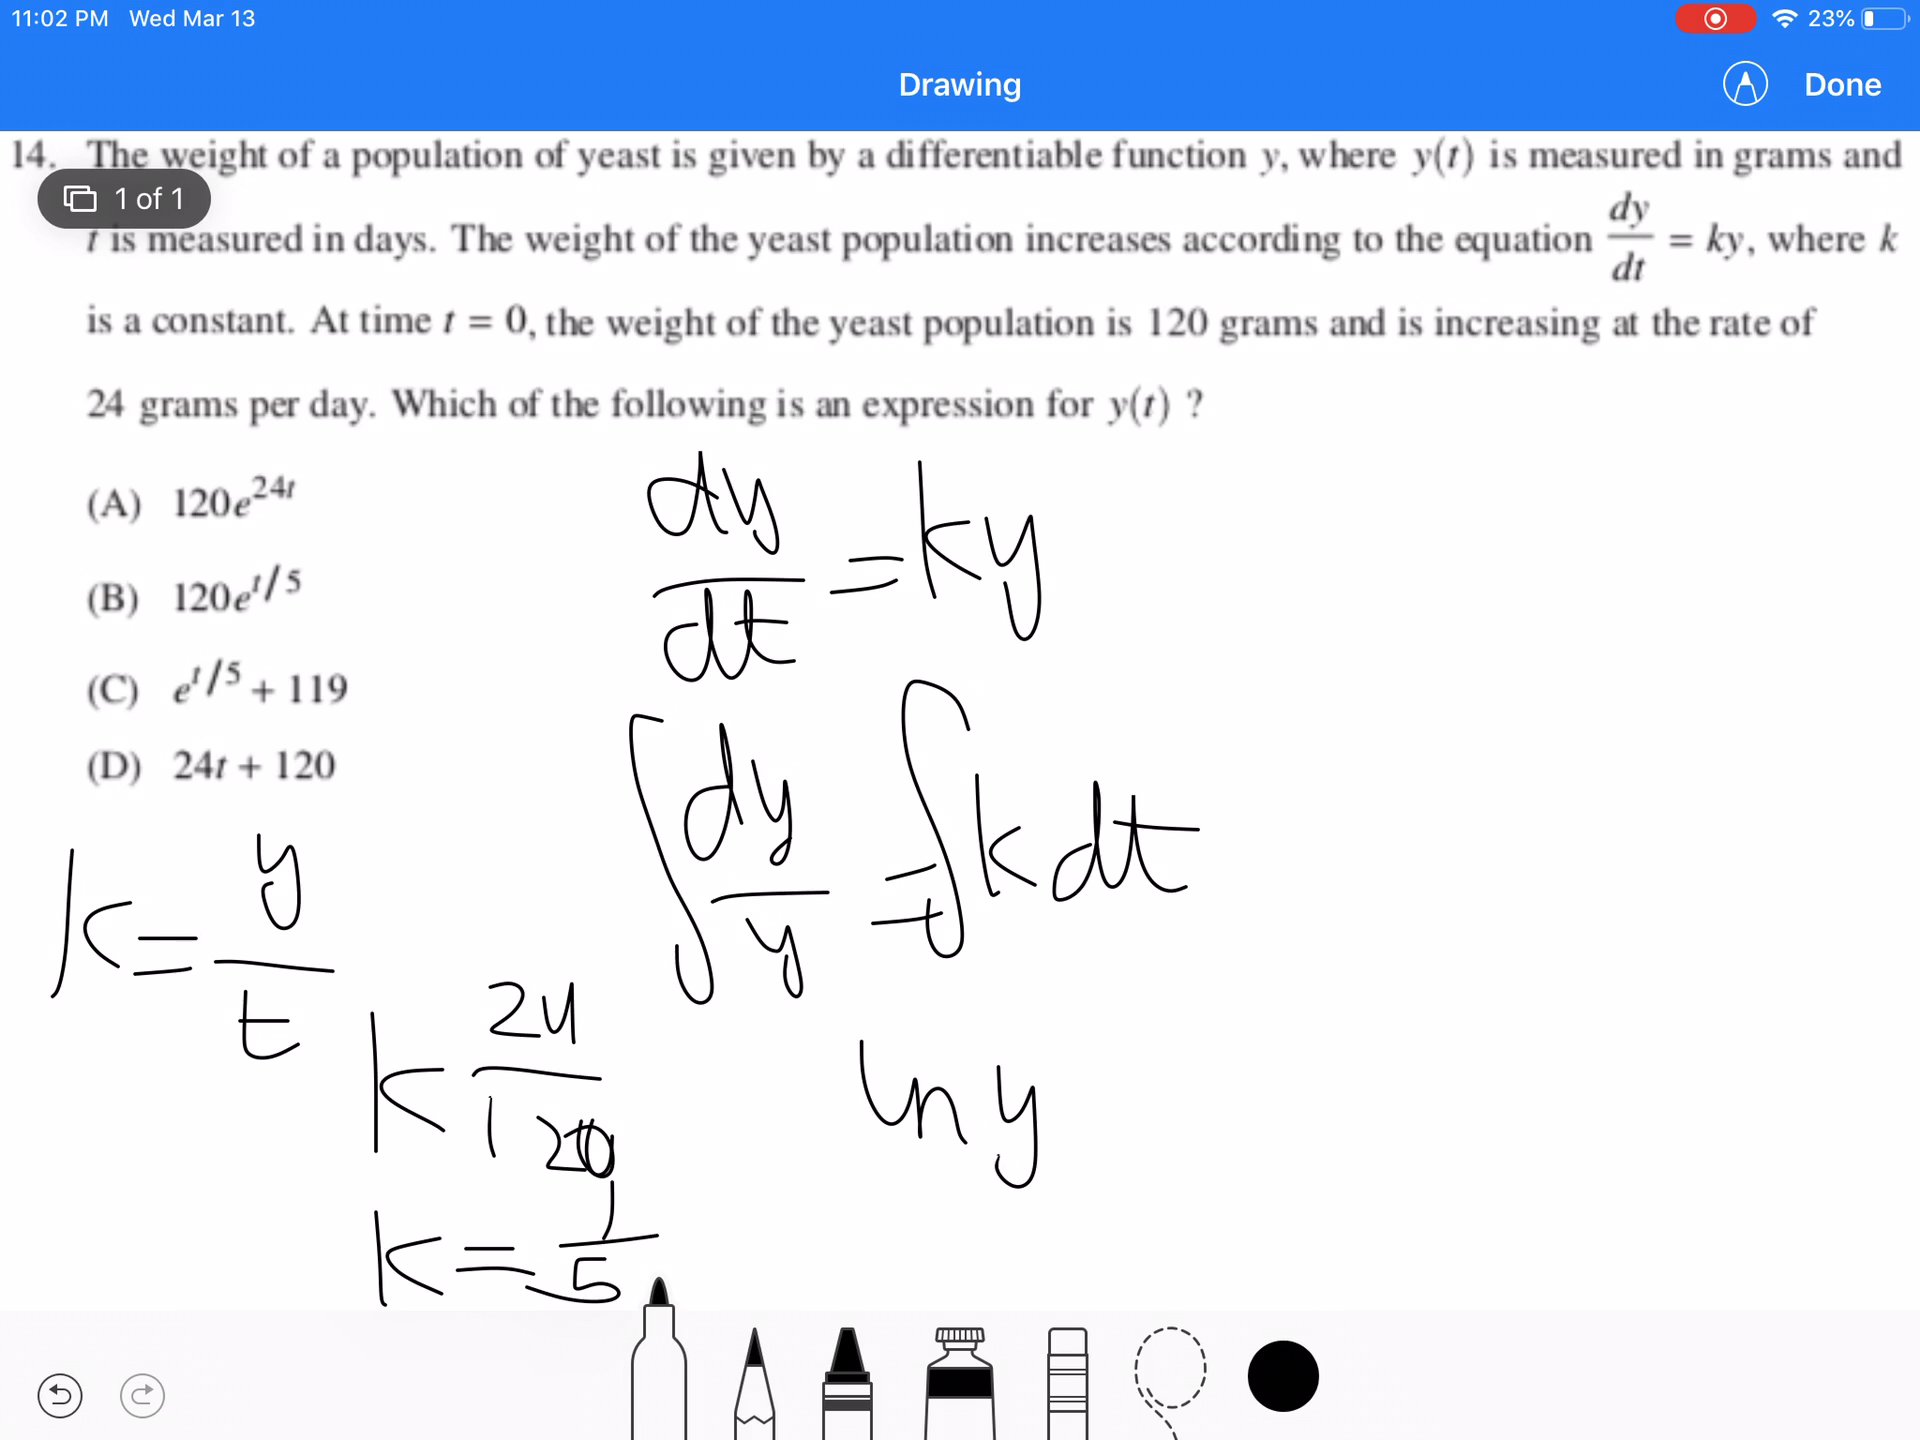 11:02 PM Wed Mar 13
23%
Drawing
Done
14. The weight of a population of yeast is given by a differentiable function y, where y(t) is measured in grams and
1 of 1
t is measured in days. The weight of the yeast population increases according to the equation dy/dt = ky, where k
is a constant. At time t = 0, the weight of the yeast population is 120 grams and is increasing at the rate of
24 grams per day. Which of the following is an expression for y(t) ?
(A) 120e^24t
(B) 120e^t/5
(C) e^t/5 + 119
(D) 24t + 120
dy/dt = ky
∫ dy/y = ∫ k dt
ln y
k = y/t
k 24/120
k = 1/5